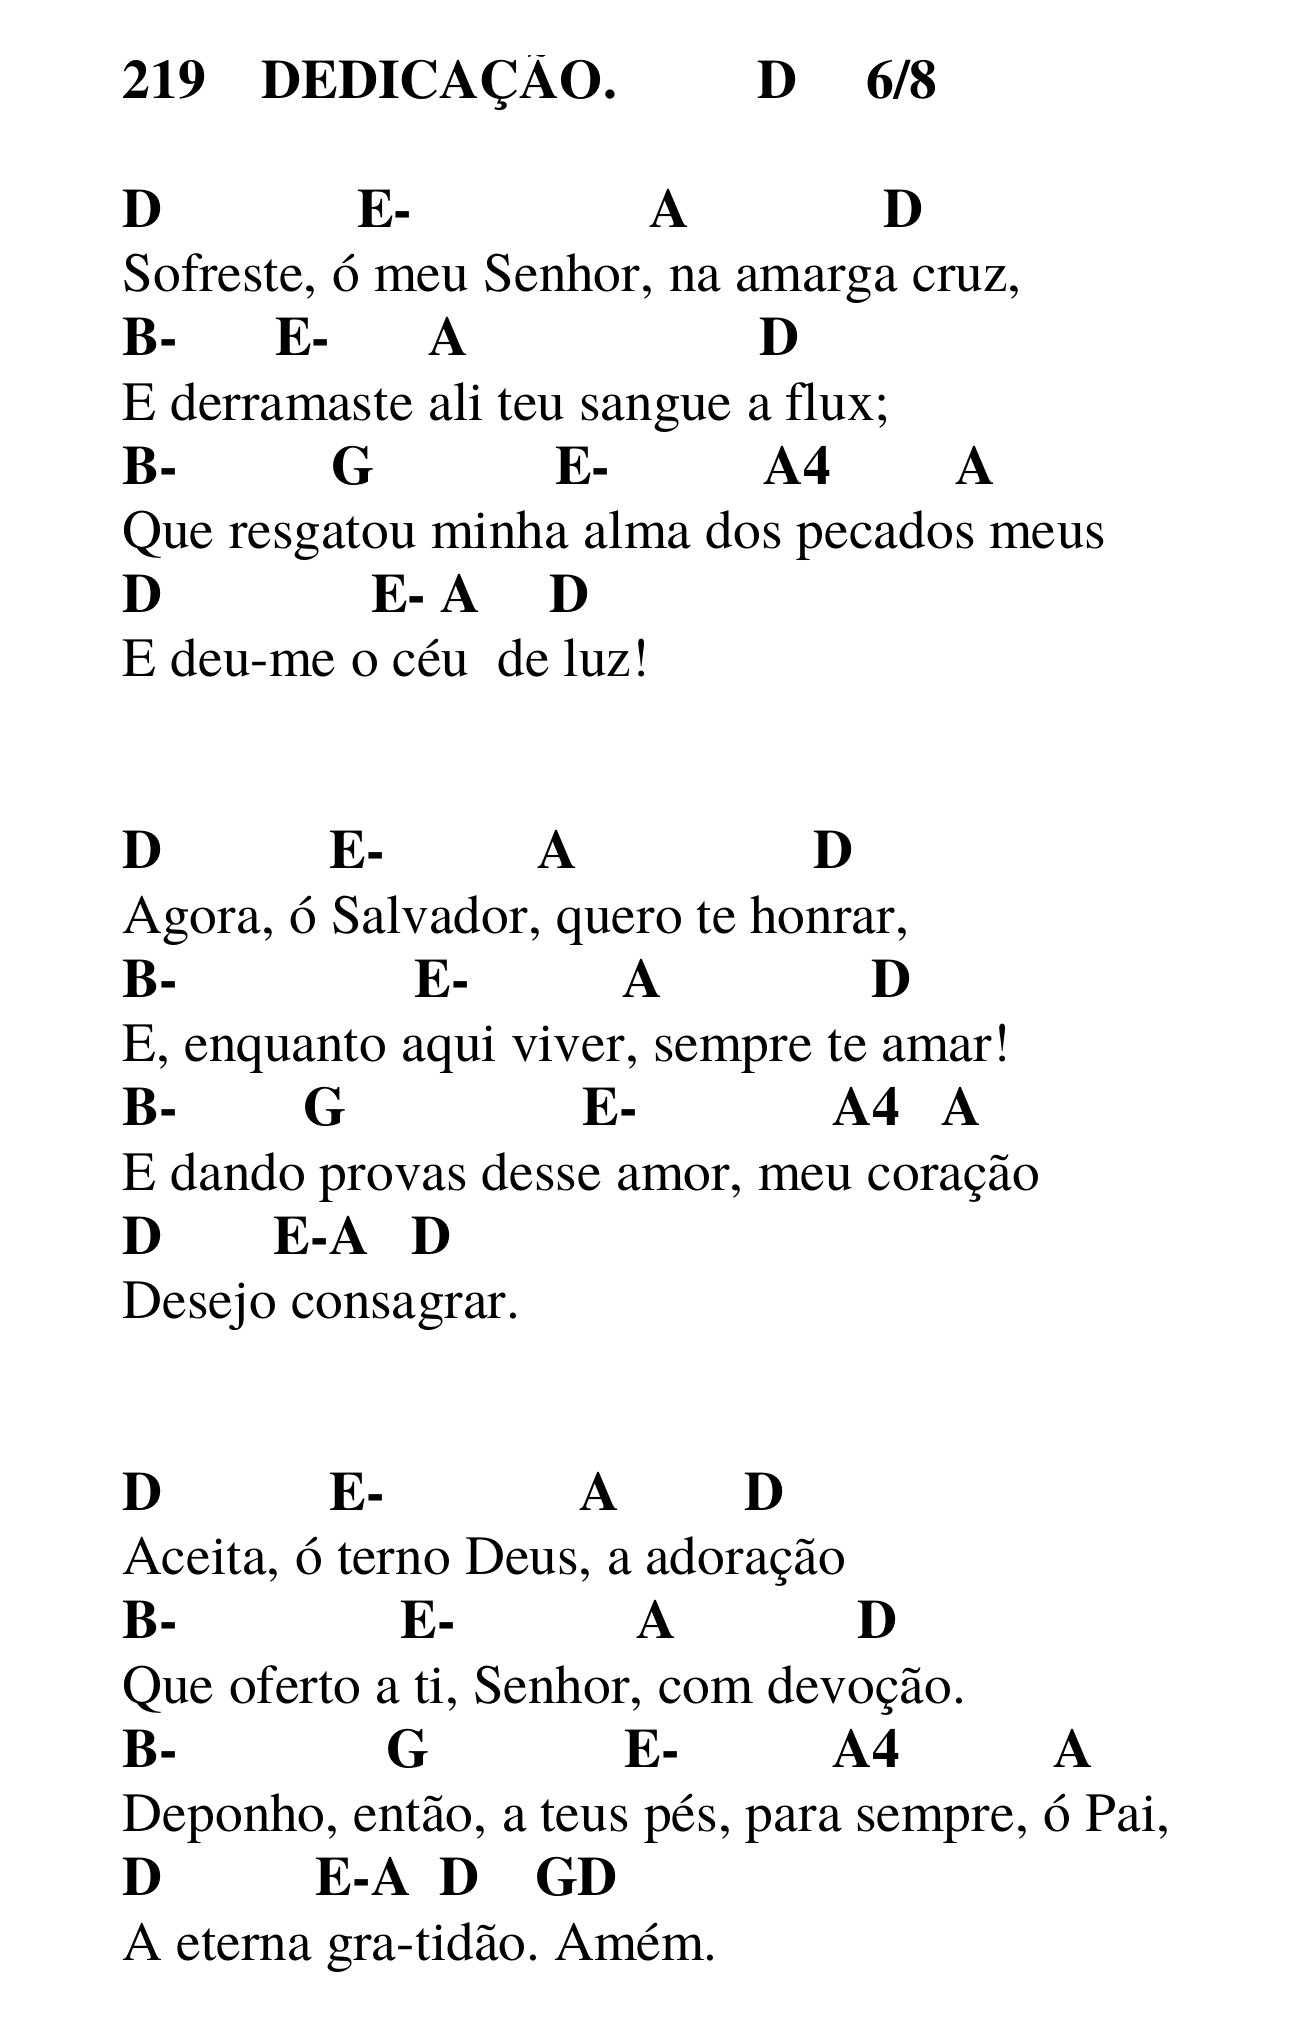 219 DEDICAÇÃO. D 6/8
D E- A D
Sofreste, ó meu Senhor, na amarga cruz,
B- E- A D
E derramaste ali teu sangue a flux;
B- G E- A4 A
Que resgatou minha alma dos pecados meus
D E- A D
E deu-me o céu de luz!
D E- A D
Agora, ó Salvador, quero te honrar,
B- E- A D
E, enquanto aqui viver, sempre te amar!
B- G E- A4 A
E dando provas desse amor, meu coração
D E-A D
Desejo consagrar.
D E- A D
Aceita, ó terno Deus, a adoração
B- E- A D
Que oferto a ti, Senhor, com devoção.
B- G E- A4 A
Deponho, então, a teus pés, para sempre, ó Pai,
D E-A D GD
A eterna gra-tidão. Amém.